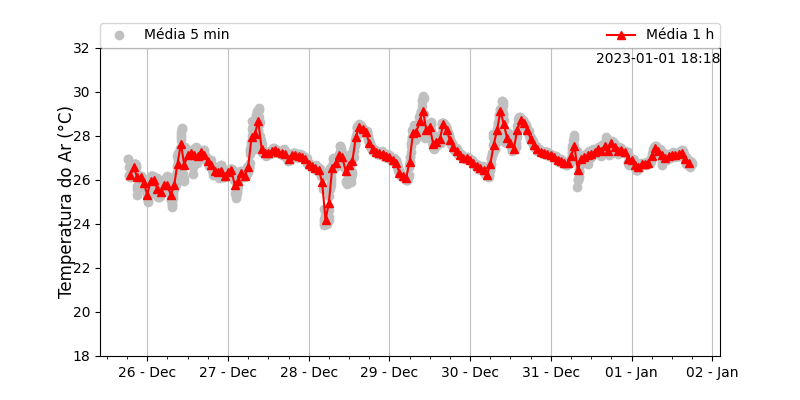 Média 5 min
Média 1 h
2023-01-01 18:18
Temperatura do Ar (°C)
32
30
28
26
24
22
20
18
26 - Dec
27 - Dec
28 - Dec
29 - Dec
30 - Dec
31 - Dec
01 - Jan
02 - Jan